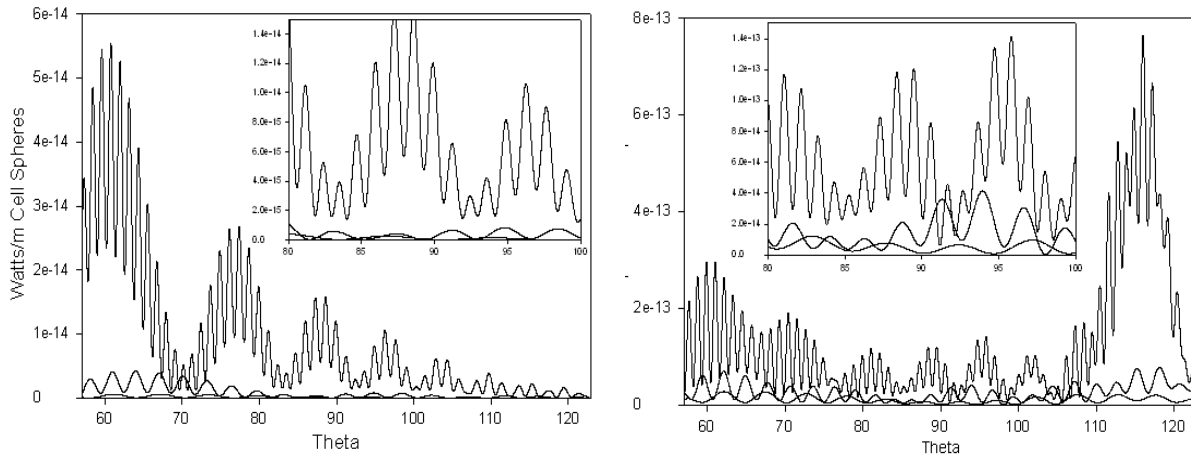 6e-14
5e-14
4e-14
3e-14
2e-14
1e-14
0
Watts/m Cell Spheres
60 70 80 90 100 110 120
Theta
1.4e-14
1.2e-14
1.0e-14
8.0e-15
6.0e-15
4.0e-15
2.0e-15
0.0
80 85 90 95 100
8e-13
6e-13
4e-13
2e-13
0
60 70 80 90 100 110 120
Theta
1.4e-13
1.2e-13
1.0e-13
8.0e-14
6.0e-14
4.0e-14
2.0e-14
0.0
80 85 90 95 100